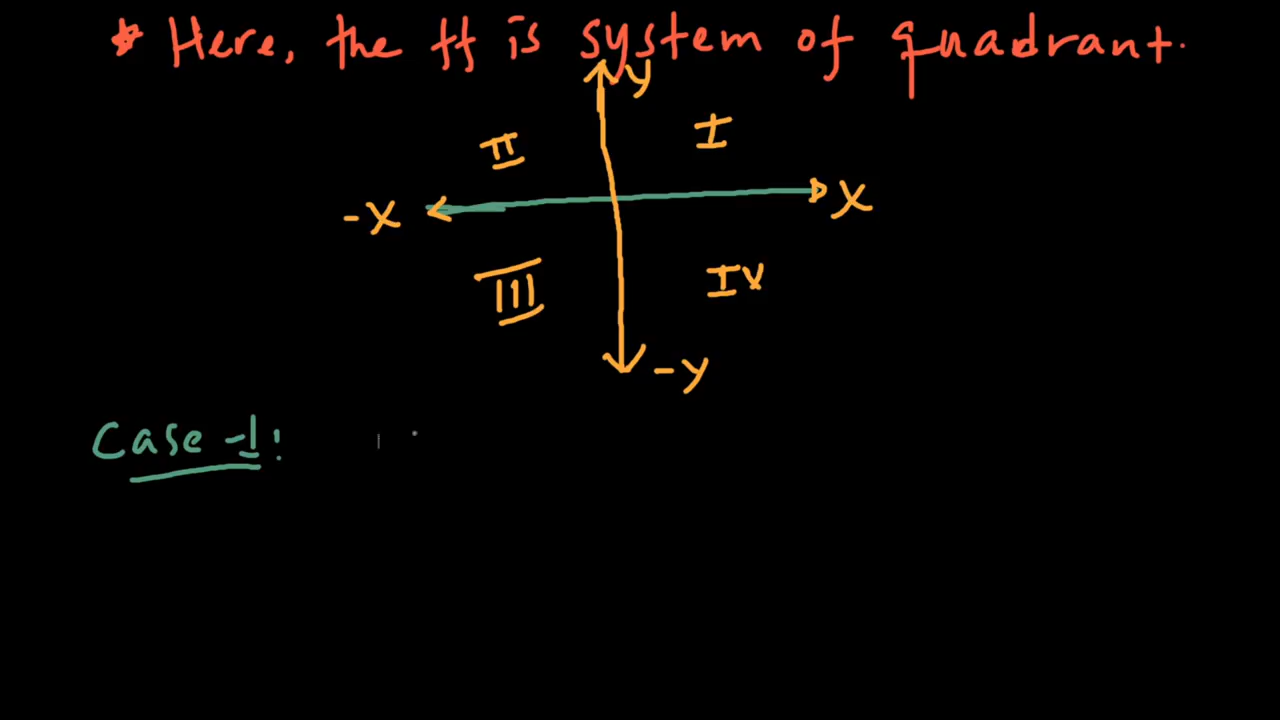 * Here, the ff is system of quadrant.
Y
II I
-X X
III IV
-Y
Case -1: